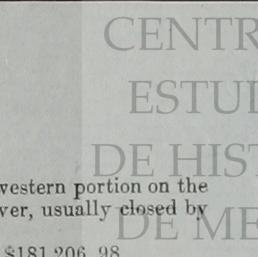 CENTR
ESTUI
DE HIST
western portion on the
ver, usually closed by
DE ME
$181,206 98